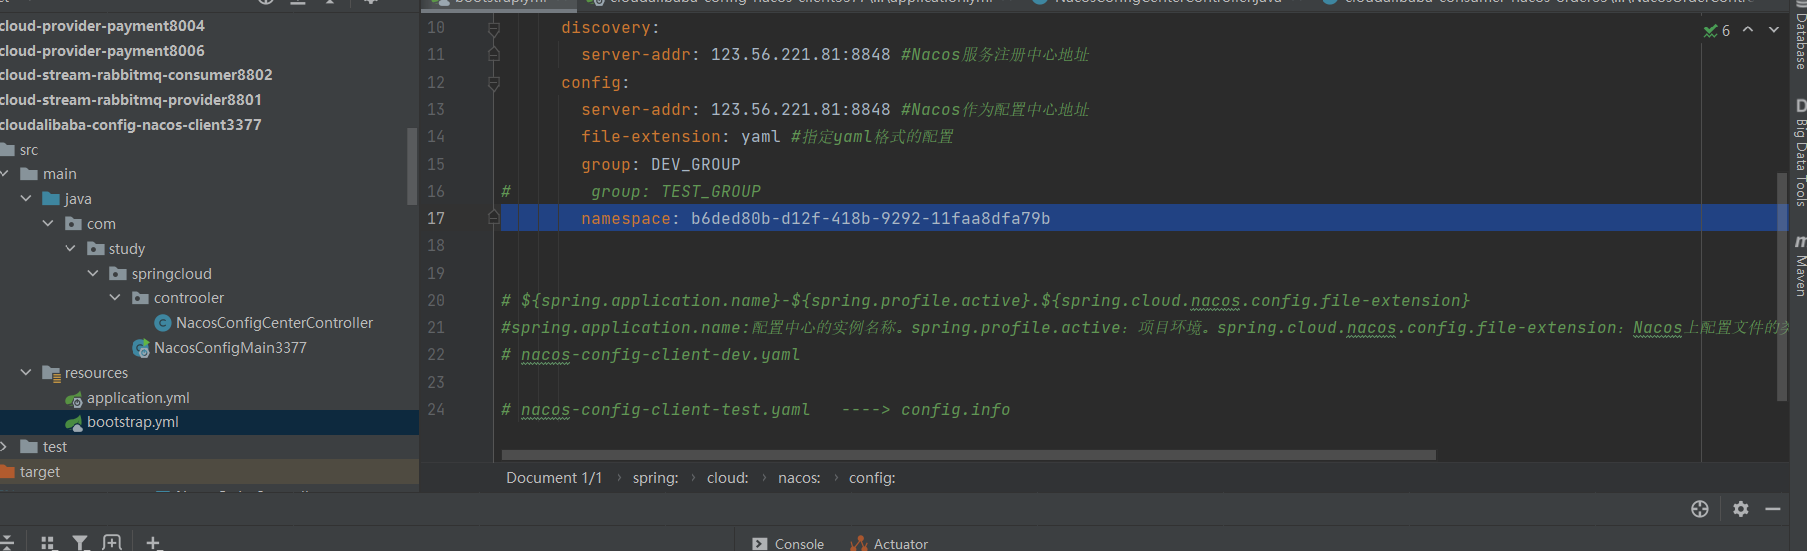 cloud-provider-payment8004
cloud-provider-payment8006
cloud-stream-rabbitmq-consumer8802
cloud-stream-rabbitmq-provider8801
cloudalibaba-config-nacos-client3377
src
main
java
com
study
springcloud
controoler
NacosConfigCenterController
NacosConfigMain3377
resources
application.yml
bootstrap.yml
test
target
10 discovery:
11 server-addr: 123.56.221.81:8848 #Nacos服务注册中心地址
12 config:
13 server-addr: 123.56.221.81:8848 #Nacos作为配置中心地址
14 file-extension: yaml #指定yaml格式的配置
15 group: DEV_GROUP
16 # group: TEST_GROUP
17 namespace: b6ded80b-d12f-418b-9292-11faa8dfa79b
18
19
20 # ${spring.application.name}-${spring.profile.active}.${spring.cloud.nacos.config.file-extension}
21 #spring.application.name:配置中心的实例名称。spring.profile.active：项目环境。spring.cloud.nacos.config.file-extension：Nacos上配置文件的
22 # nacos-config-client-dev.yaml
23
24 # nacos-config-client-test.yaml ----> config.info
6
Document 1/1 › spring: › cloud: › nacos: › config:
Database
Big Data Tools
Maven
Console
Actuator